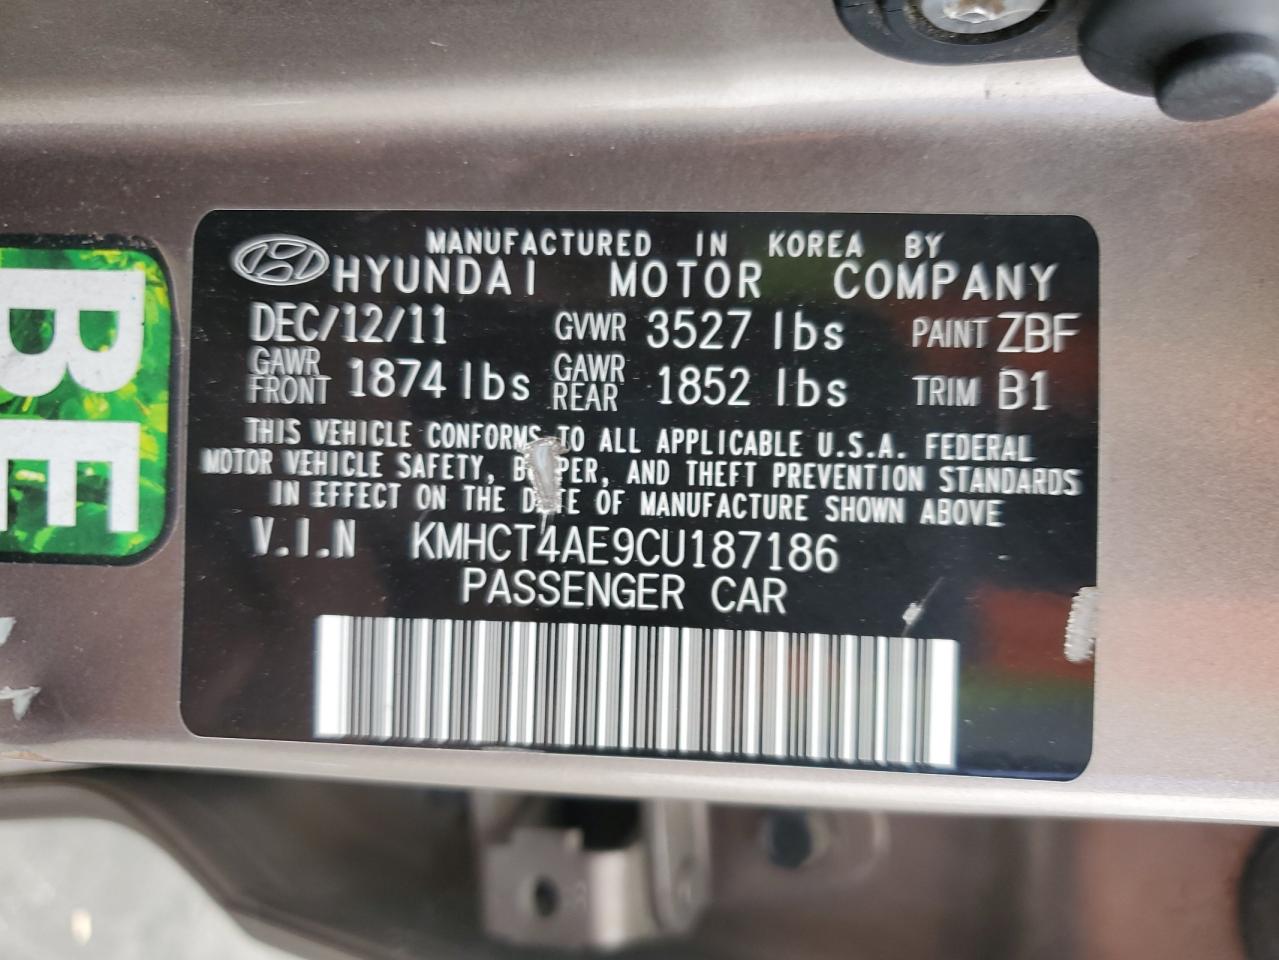 MANUFACTURED IN KOREA BY
HYUNDAI MOTOR COMPANY
DEC/12/11 GVWR 3527 lbs PAINT ZBF
GAWR FRONT 1874 lbs GAWR REAR 1852 lbs TRIM B1
THIS VEHICLE CONFORMS TO ALL APPLICABLE U.S.A. FEDERAL
MOTOR VEHICLE SAFETY, AND THEFT PREVENTION STANDARDS
IN EFFECT ON THE OF MANUFACTURE SHOWN ABOVE
V.I.N KMHCT4AE9CU187186
PASSENGER CAR
BE